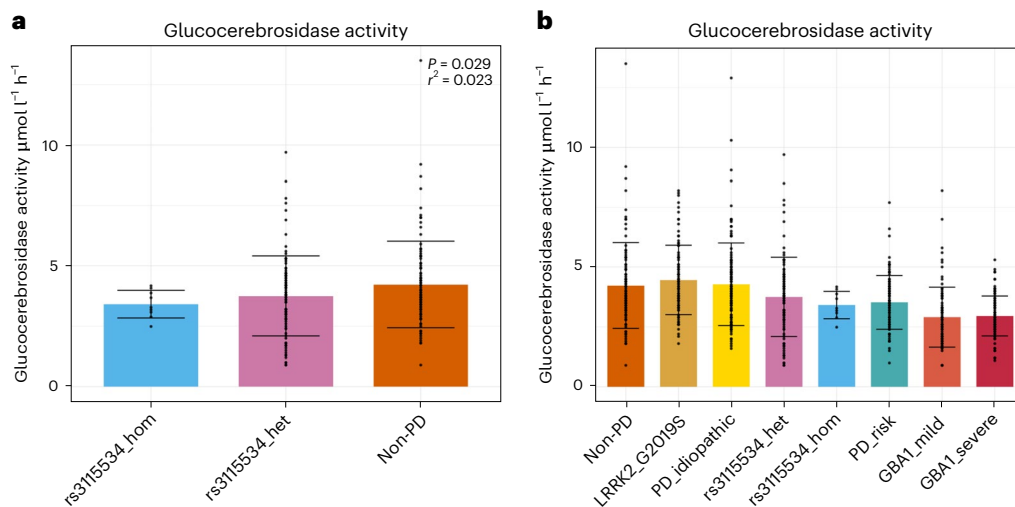 a
Glucocerebrosidase activity
P = 0.029
r² = 0.023
Glucocerebrosidase activity µmol l⁻¹ h⁻¹
10
5
0
rs3115534_hom
rs3115534_het
Non-PD
b
Glucocerebrosidase activity
Glucocerebrosidase activity µmol l⁻¹ h⁻¹
10
5
0
Non-PD
LRRK2_G2019S
PD_idiopathic
rs3115534_het
rs3115534_hom
PD_risk
GBA1_mild
GBA1_severe